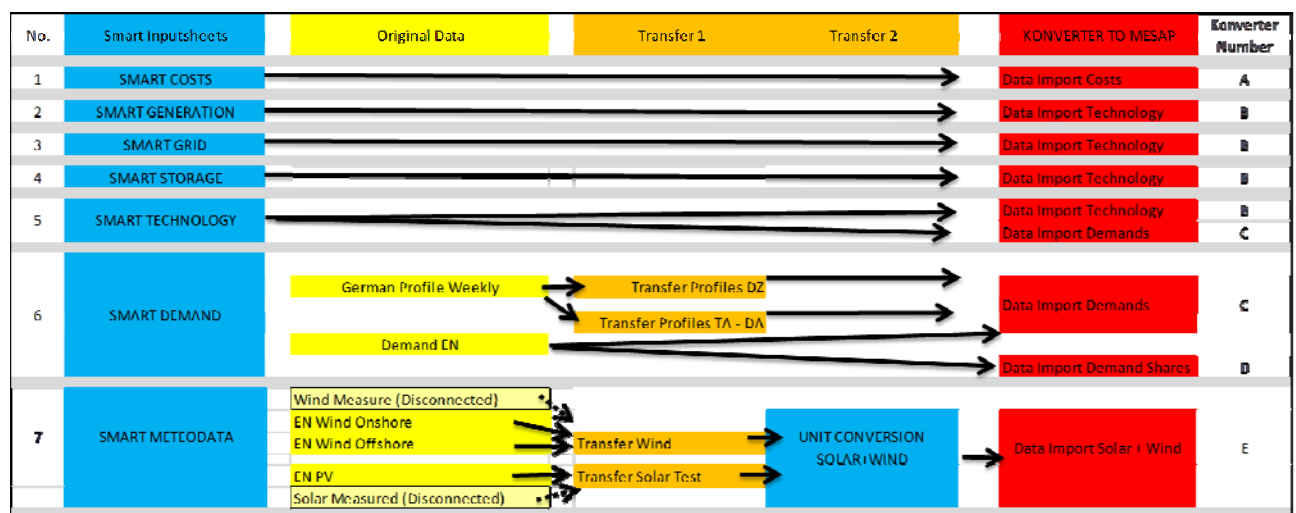 No. Smart Inputsheets Original Data Transfer 1 Transfer 2 KONVERTER TO MESAP Konverter Number
1 SMART COSTS Data Import Costs A
2 SMART GENERATION Data Import Technology B
3 SMART GRID Data Import Technology B
4 SMART STORAGE Data Import Technology B
5 SMART TECHNOLOGY Data Import Technology B
Data Import Demands C
6 SMART DEMAND
German Profile Weekly Transfer Profiles DZ
Data Import Demands C
Transfer Profiles TA - DA
Demand EN
Data Import Demand Shares D
7 SMART METEODATA
Wind Measure (Disconnected)
EN Wind Onshore
EN Wind Offshore Transfer Wind
UNIT CONVERSION
SOLAR+WIND
Data Import Solar + Wind E
EN PV Transfer Solar Test
Solar Measured (Disconnected)